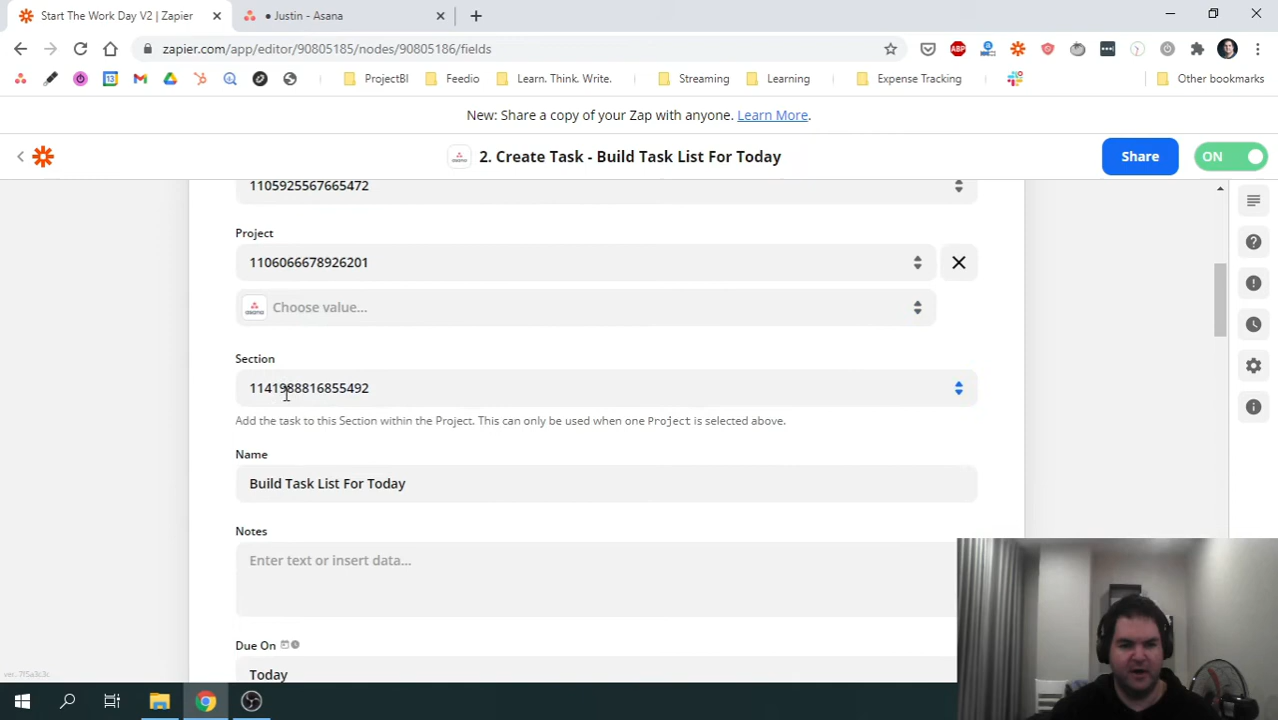 Start The Work Day V2 | Zapier
Justin - Asana
zapier.com/app/editor/90805185/nodes/90805186/fields
ABP
ProjectBI
Feedio
Learn. Think. Write.
Streaming
Learning
Expense Tracking
Other bookmarks
New: Share a copy of your Zap with anyone. Learn More.
2. Create Task - Build Task List For Today
Share
ON
1105925567665472
Project
1106066678926201
asana
Choose value...
Section
1141988816855492
Add the task to this Section within the Project. This can only be used when one Project is selected above.
Name
Build Task List For Today
Notes
Enter text or insert data...
Due On
Today
ver.7f5a3c3c